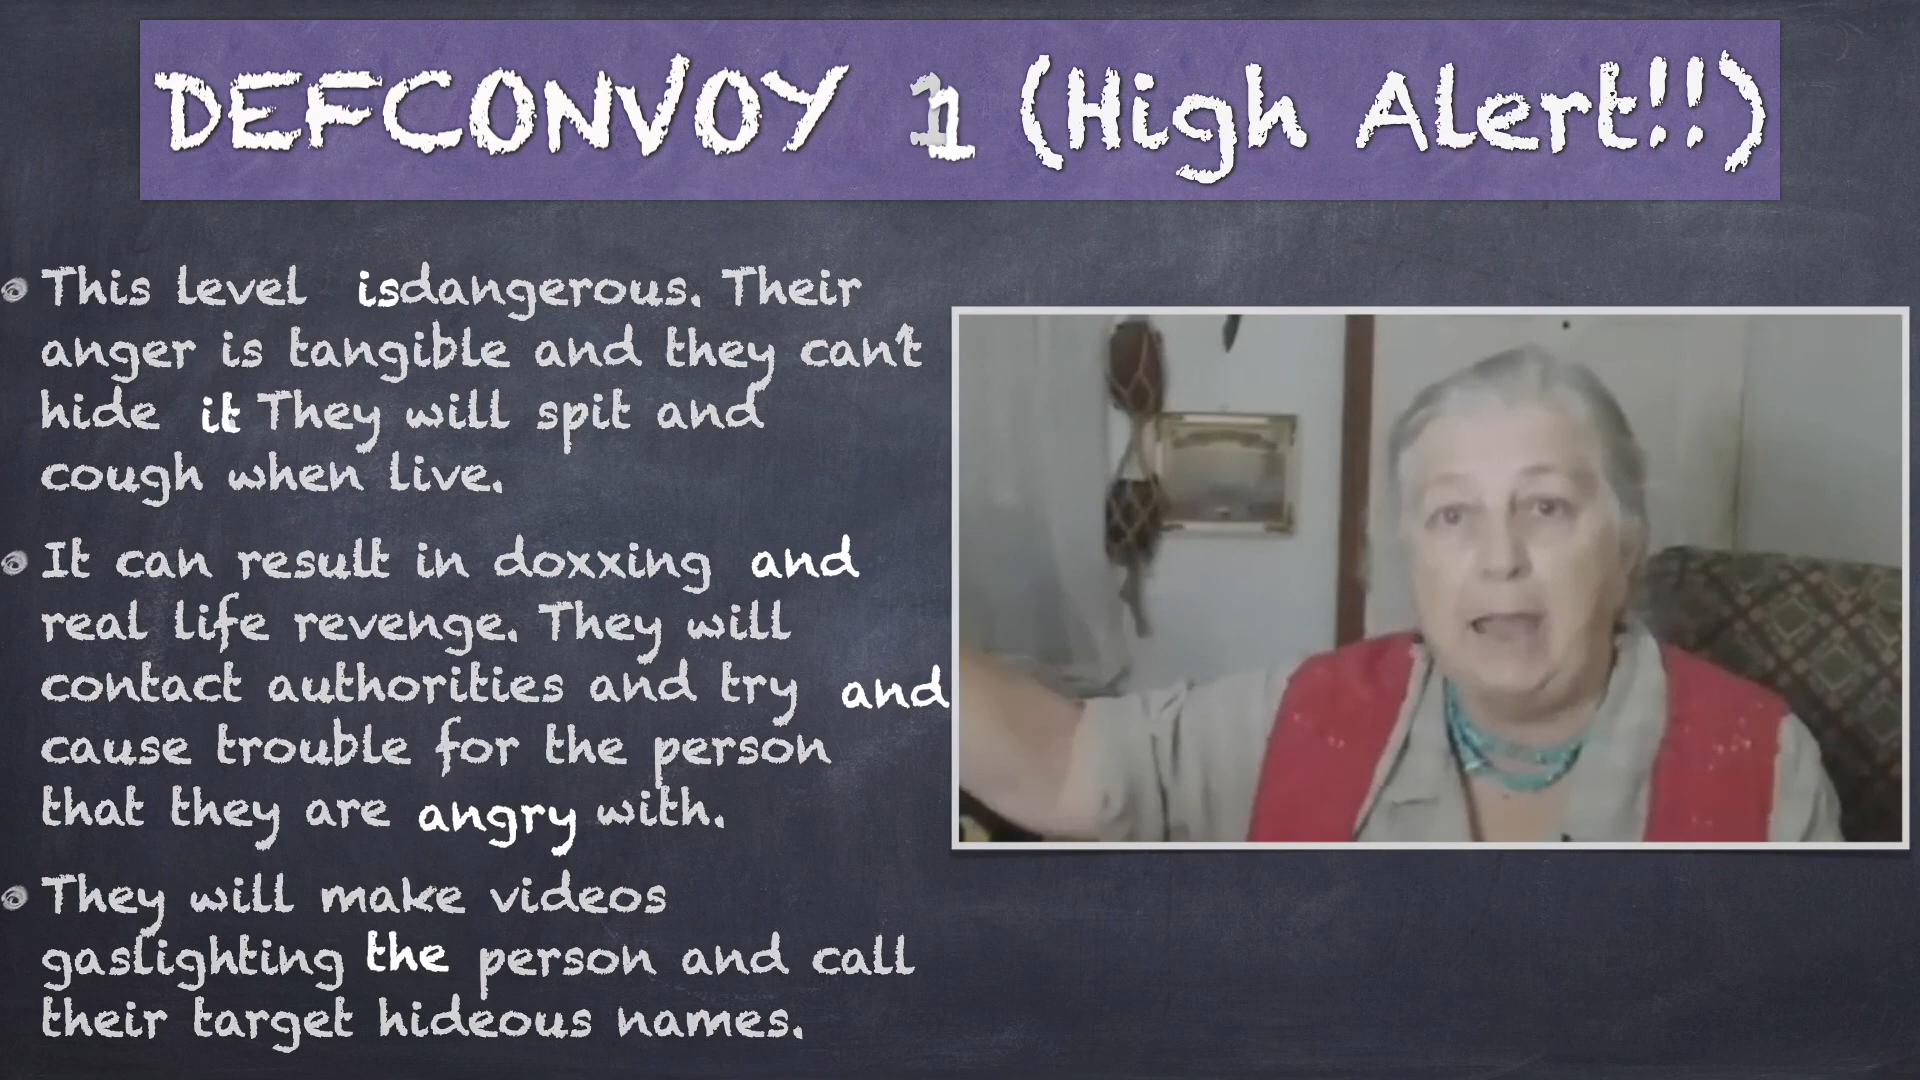 DEFCONVOY 1 (High Alert!!)
This level isdangerous. Their
anger is tangible and they can't
hide it They will spit and
cough when live.
It can result in doxxing and
real life revenge. They will
contact authorities and try and
cause trouble for the person
that they are angry with.
They will make videos
gaslighting the person and call
their target hideous names.